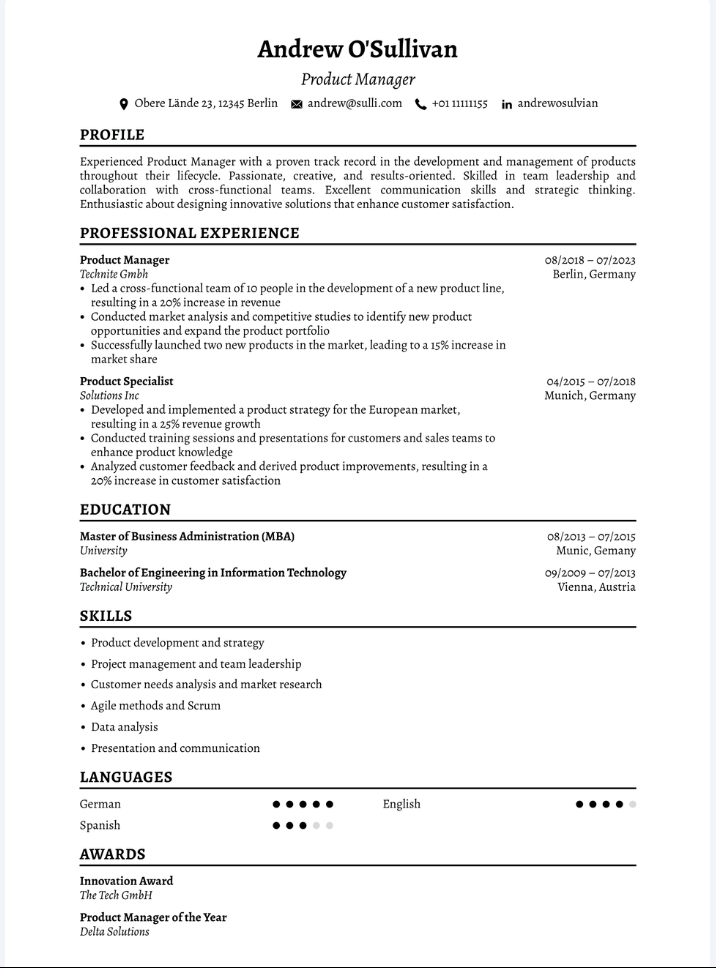 Andrew O'Sullivan
Product Manager
Obere Lände 23, 12345 Berlin andrew@sulli.com +01 11111155 in andrewosulvian
PROFILE
Experienced Product Manager with a proven track record in the development and management of products
throughout their lifecycle. Passionate, creative, and results-oriented. Skilled in team leadership and
collaboration with cross-functional teams. Excellent communication skills and strategic thinking.
Enthusiastic about designing innovative solutions that enhance customer satisfaction.
PROFESSIONAL EXPERIENCE
Product Manager 08/2018 – 07/2023
Technite Gmbh Berlin, Germany
• Led a cross-functional team of 10 people in the development of a new product line,
resulting in a 20% increase in revenue
• Conducted market analysis and competitive studies to identify new product
opportunities and expand the product portfolio
• Successfully launched two new products in the market, leading to a 15% increase in
market share
Product Specialist 04/2015 – 07/2018
Solutions Inc Munich, Germany
• Developed and implemented a product strategy for the European market,
resulting in a 25% revenue growth
• Conducted training sessions and presentations for customers and sales teams to
enhance product knowledge
• Analyzed customer feedback and derived product improvements, resulting in a
20% increase in customer satisfaction
EDUCATION
Master of Business Administration (MBA) 08/2013 – 07/2015
University Munic, Gemany
Bachelor of Engineering in Information Technology 09/2009 – 07/2013
Technical University Vienna, Austria
SKILLS
• Product development and strategy
• Project management and team leadership
• Customer needs analysis and market research
• Agile methods and Scrum
• Data analysis
• Presentation and communication
LANGUAGES
German English
Spanish
AWARDS
Innovation Award
The Tech GmbH
Product Manager of the Year
Delta Solutions